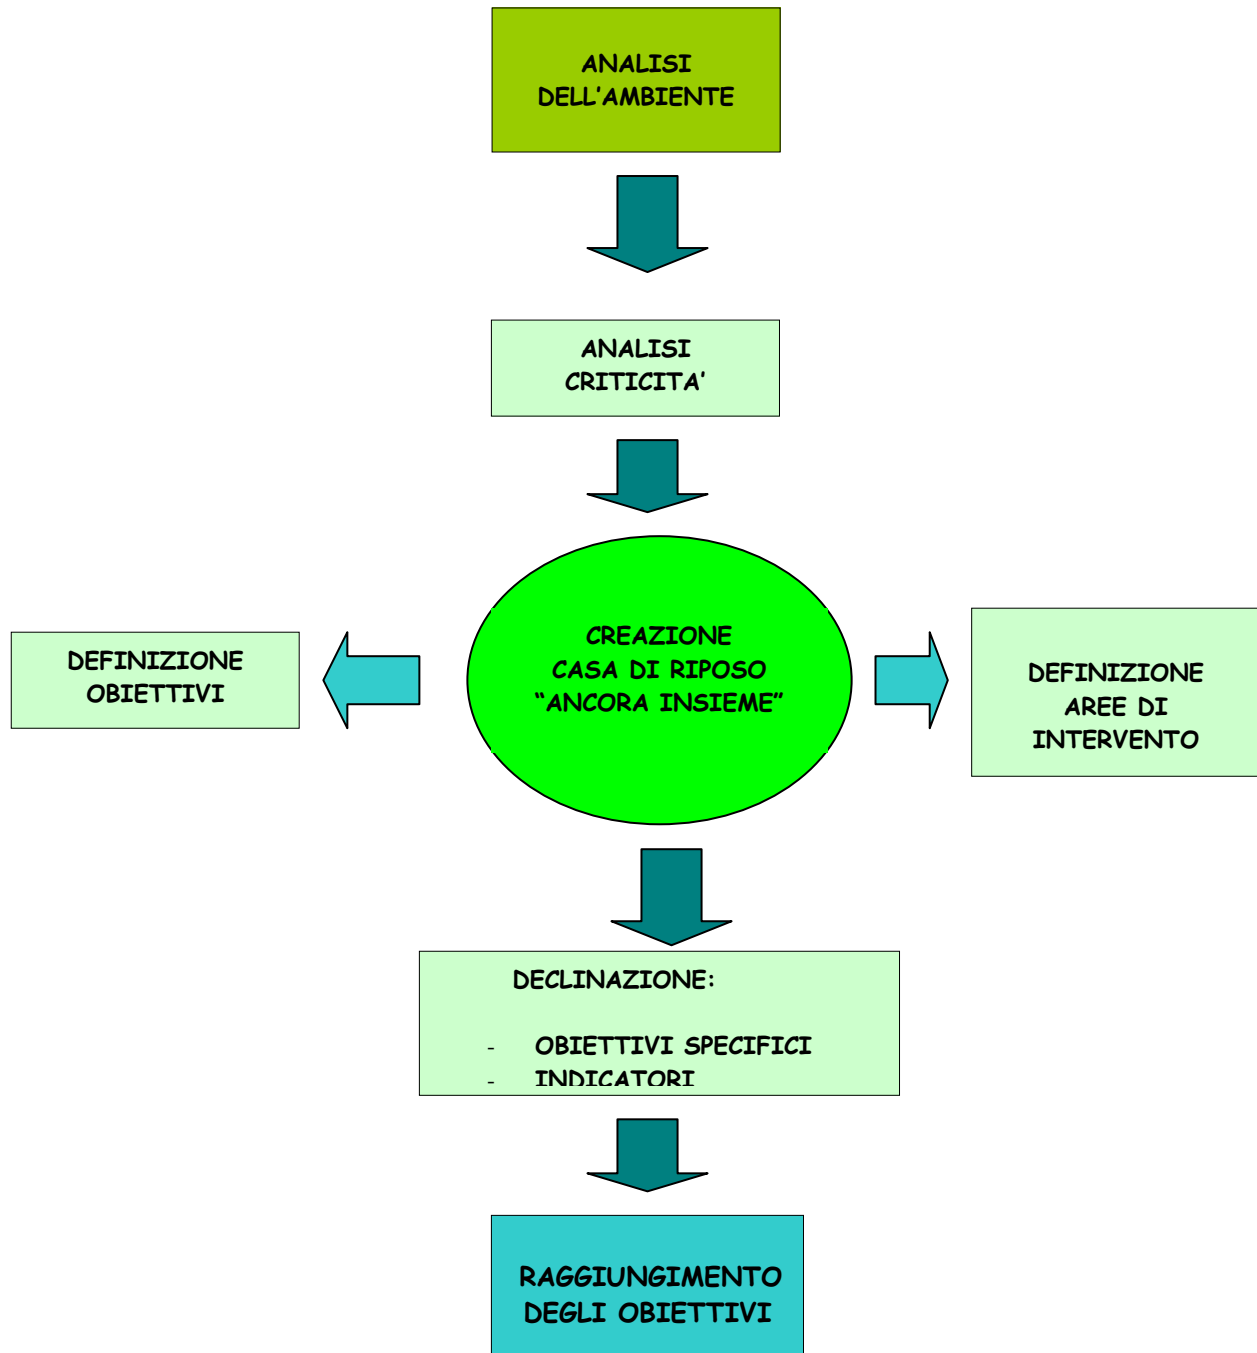 ANALISI
DELL'AMBIENTE
ANALISI
CRITICITA'
CREAZIONE
CASA DI RIPOSO
“ANCORA INSIEME”
DEFINIZIONE
OBIETTIVI
DEFINIZIONE
AREE DI
INTERVENTO
DECLINAZIONE:
- OBIETTIVI SPECIFICI
- INDICATORI
RAGGIUNGIMENTO
DEGLI OBIETTIVI